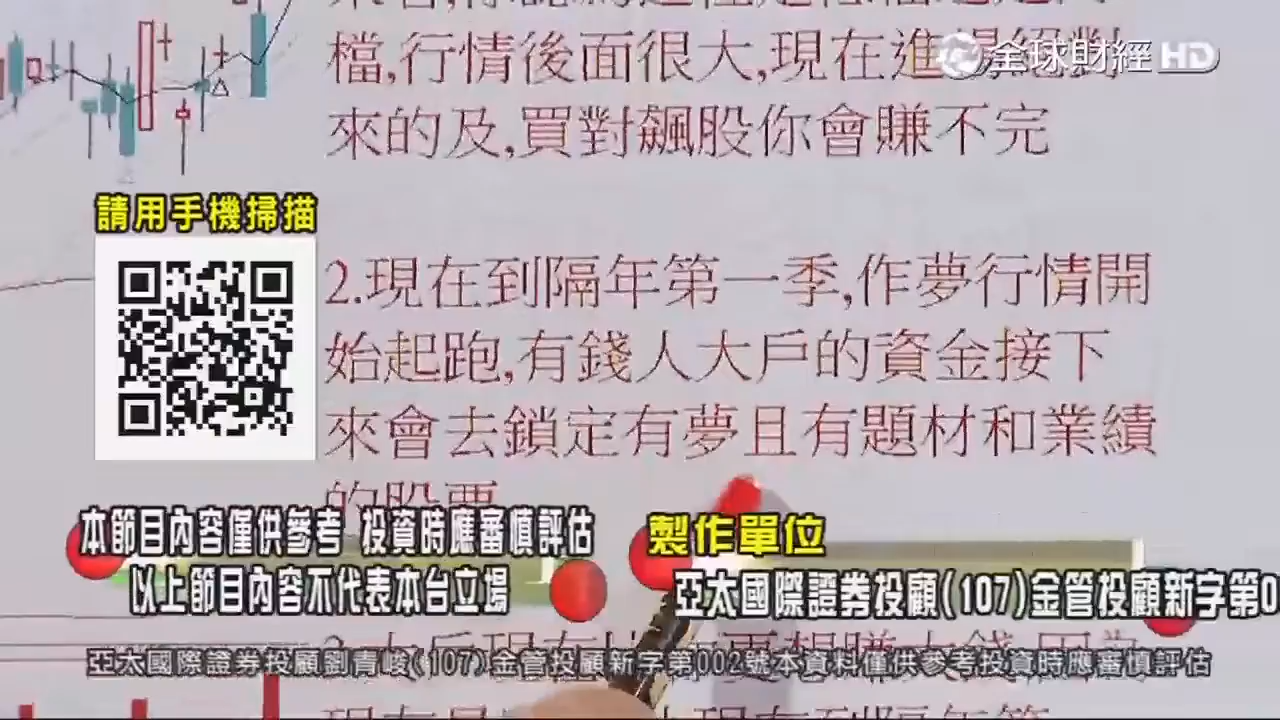 全球財經HD
檔,行情後面很大,現在進場絕對
來的及,買對飆股你會賺不完
請用手機掃描
2.現在到隔年第一季,作夢行情開
始起跑,有錢人大戶的資金接下
來會去鎖定有夢且有題材和業績
的股票
本節目內容僅供參考 投資時應審慎評估
以上節目內容不代表本台立場
製作單位
亞太國際證券投顧(107)金管投顧新字第0
亞太國際證券投顧劉青峻(107)金管投顧新字第002號本資料僅供參考投資時應審慎評估